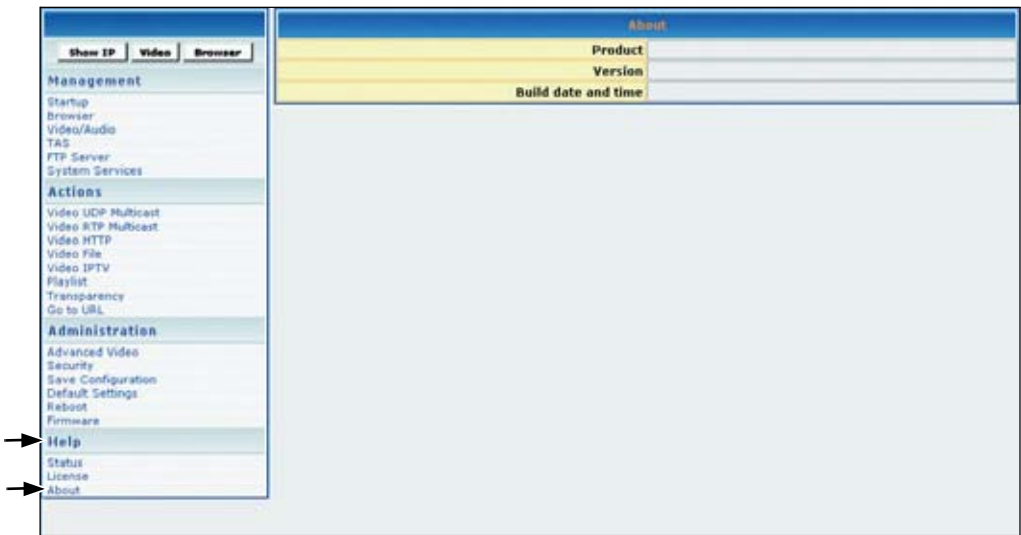 Show IP Video Browser
Management
Startup
Browser
Video/Audio
TAS
FTP Server
System Services
Actions
Video UDP Multicast
Video RTP Multicast
Video HTTP
Video File
Video IPTV
Playlist
Transparency
Go to URL
Administration
Advanced Video
Security
Save Configuration
Default Settings
Reboot
Firmware
Help
Status
License
About
About
Product
Version
Build date and time